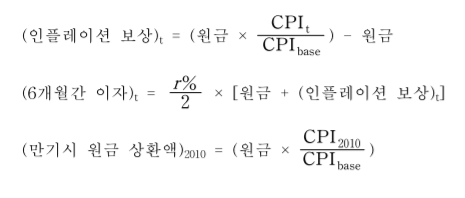 (인플레이션 보상)t = (원금 × CPIt / CPIbase) - 원금
(6개월간 이자)t = r% / 2 × [원금 + (인플레이션 보상)t]
(만기시 원금 상환액)2010 = (원금 × CPI2010 / CPIbase)